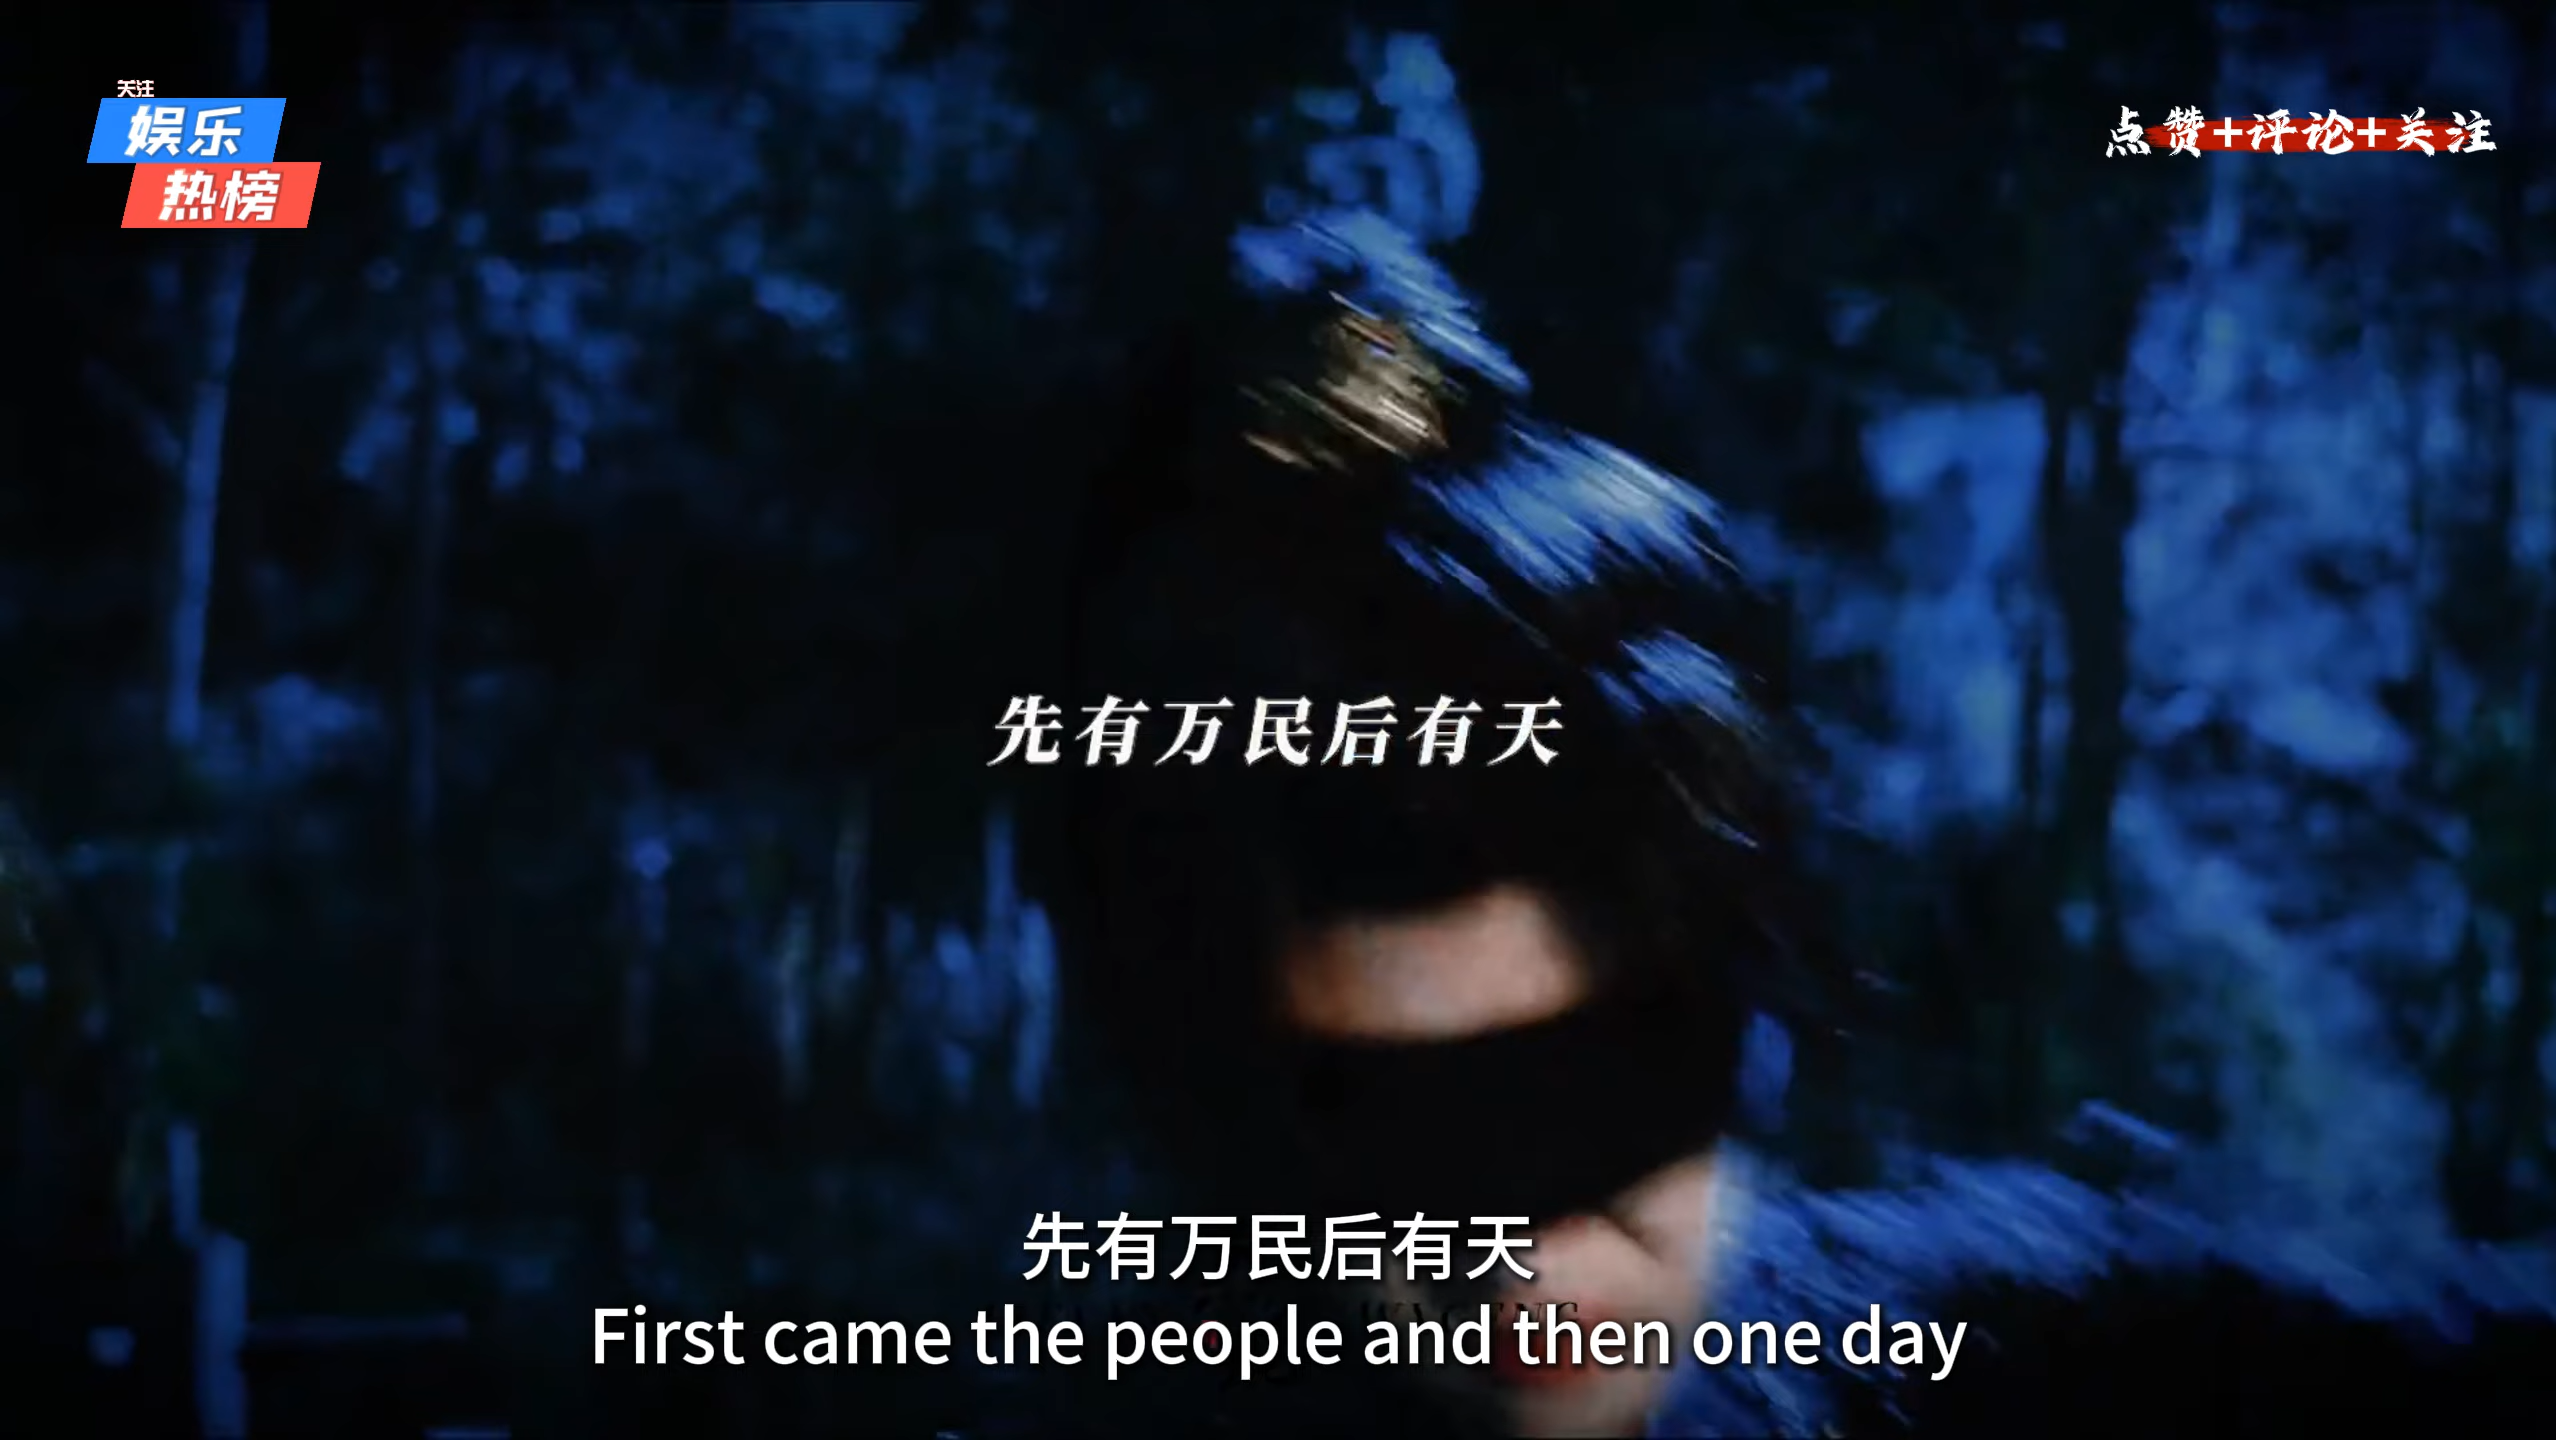 关注
娱乐
热榜
点赞+评论+关注
先有万民后有天
先有万民后有天
First came the people and then one day